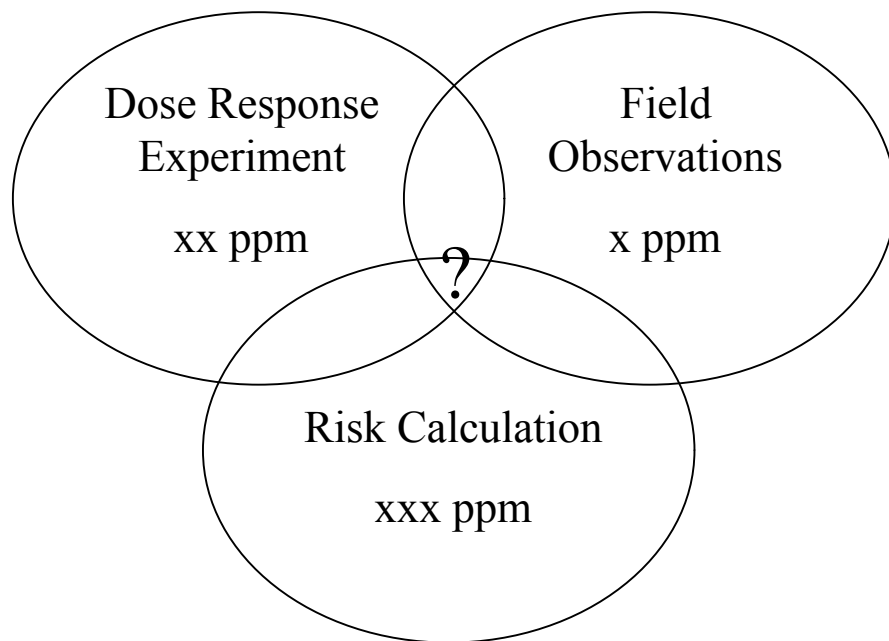 Dose Response
Experiment
xx ppm
Field
Observations
x ppm
?
Risk Calculation
xxx ppm